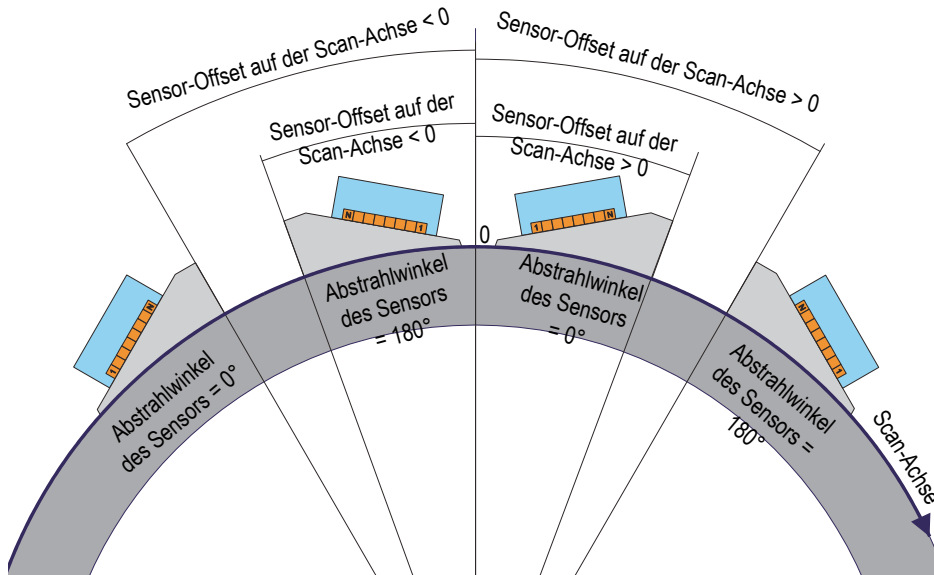 Sensor-Offset auf der Scan-Achse < 0
Sensor-Offset auf der Scan-Achse > 0
Sensor-Offset auf der
Scan-Achse < 0
Sensor-Offset auf der
Scan-Achse > 0
N 1
1 N
0
Abstrahlwinkel
des Sensors
= 180°
Abstrahlwinkel
des Sensors
= 0°
N
1
N
1
Abstrahlwinkel
des Sensors = 0°
Abstrahlwinkel
des Sensors =
180°
Scan-Achse